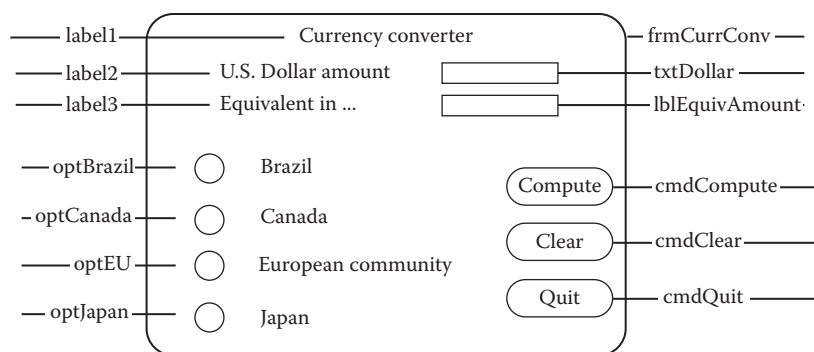 label1 Currency converter frmCurrConv
label2 U.S. Dollar amount txtDollar
label3 Equivalent in ... lblEquivAmount
optBrazil Brazil
Compute cmdCompute
optCanada Canada
Clear cmdClear
optEU European community
Quit cmdQuit
optJapan Japan